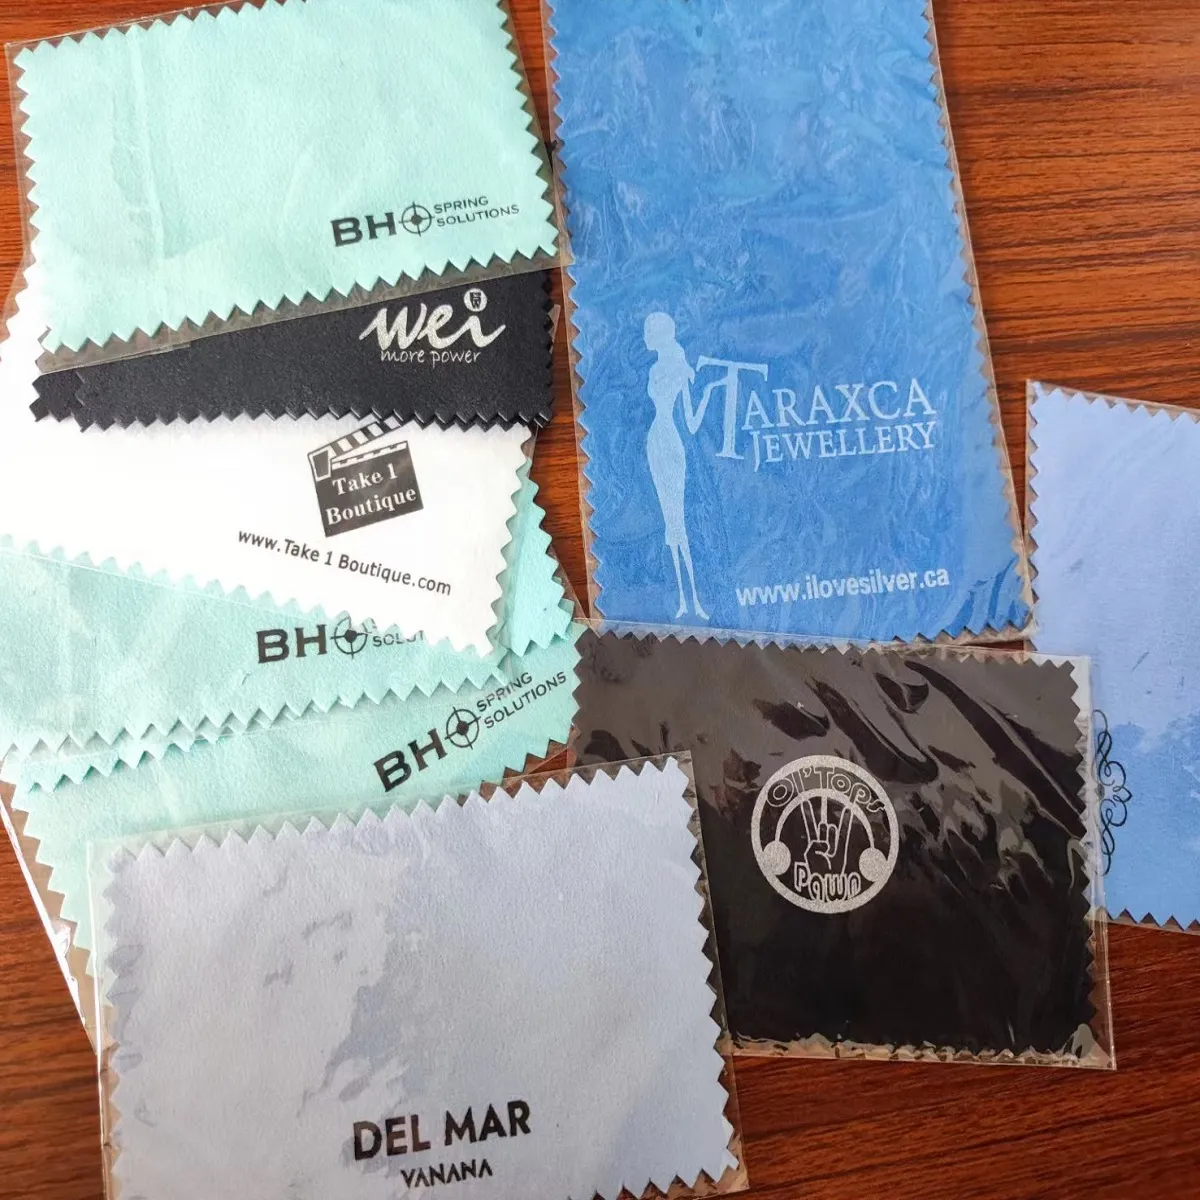 BH SPRING
SOLUTIONS
wei
more power
Take 1
Boutique
www.Take 1 Boutique.com
BH
SOLUT
BH SPRING
SOLUTIONS
TARAXCA
JEWELLERY
www.ilovesilver.ca
Ol'Tops
Pawn
DEL MAR
VANANA